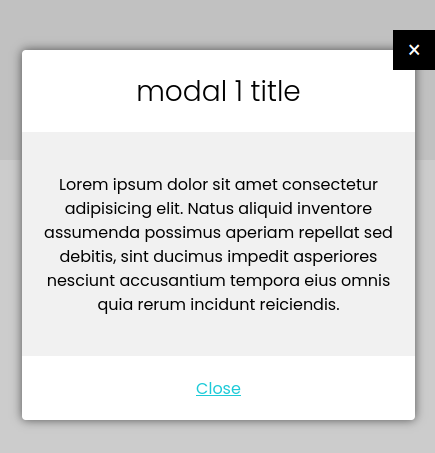 ×
modal 1 title
Lorem ipsum dolor sit amet consectetur
adipisicing elit. Natus aliquid inventore
assumenda possimus aperiam repellat sed
debitis, sint ducimus impedit asperiores
nesciunt accusantium tempora eius omnis
quia rerum incidunt reiciendis.
Close